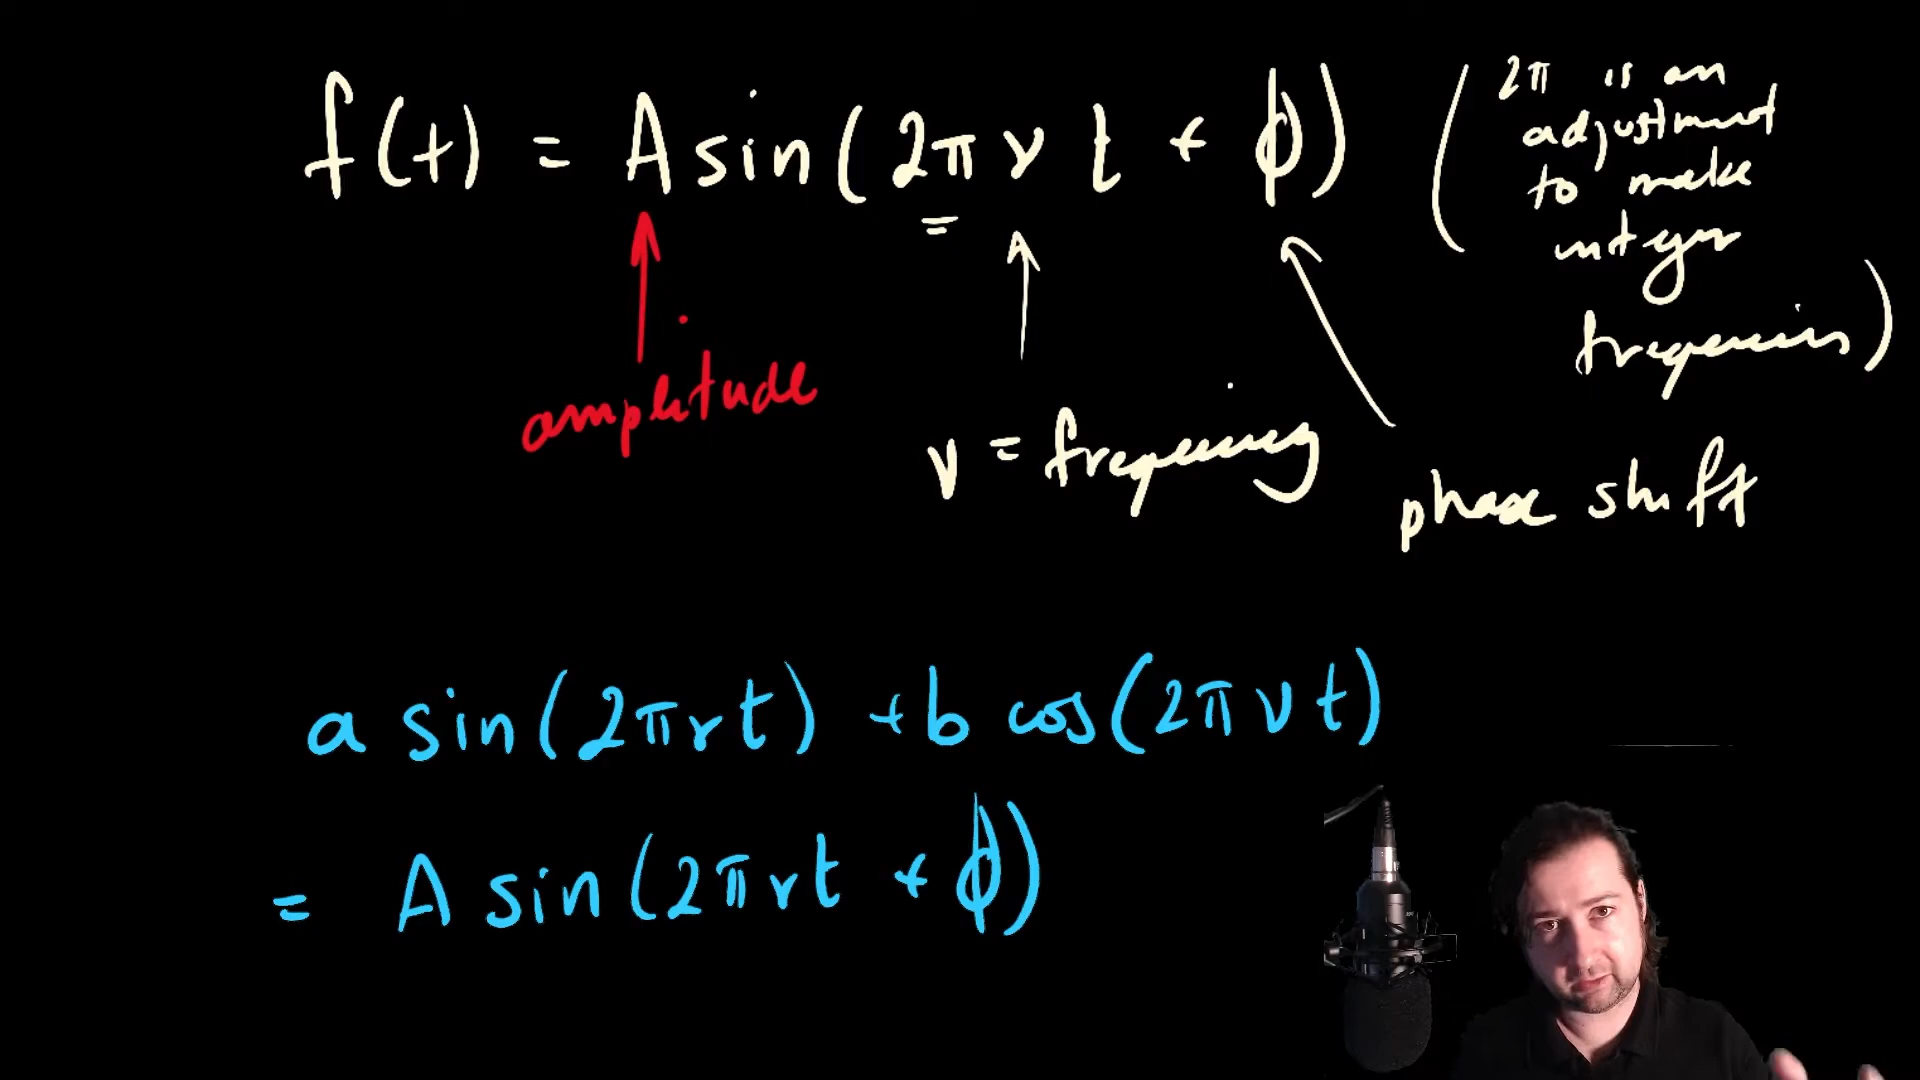 f(t) = A sin(2π ν t + ϕ)
(2π is an
adjustment
to make
integer
frequencies)
amplitude
ν = frequency
phase shift
a sin(2πνt) + b cos(2πνt)
= A sin(2πνt + ϕ)